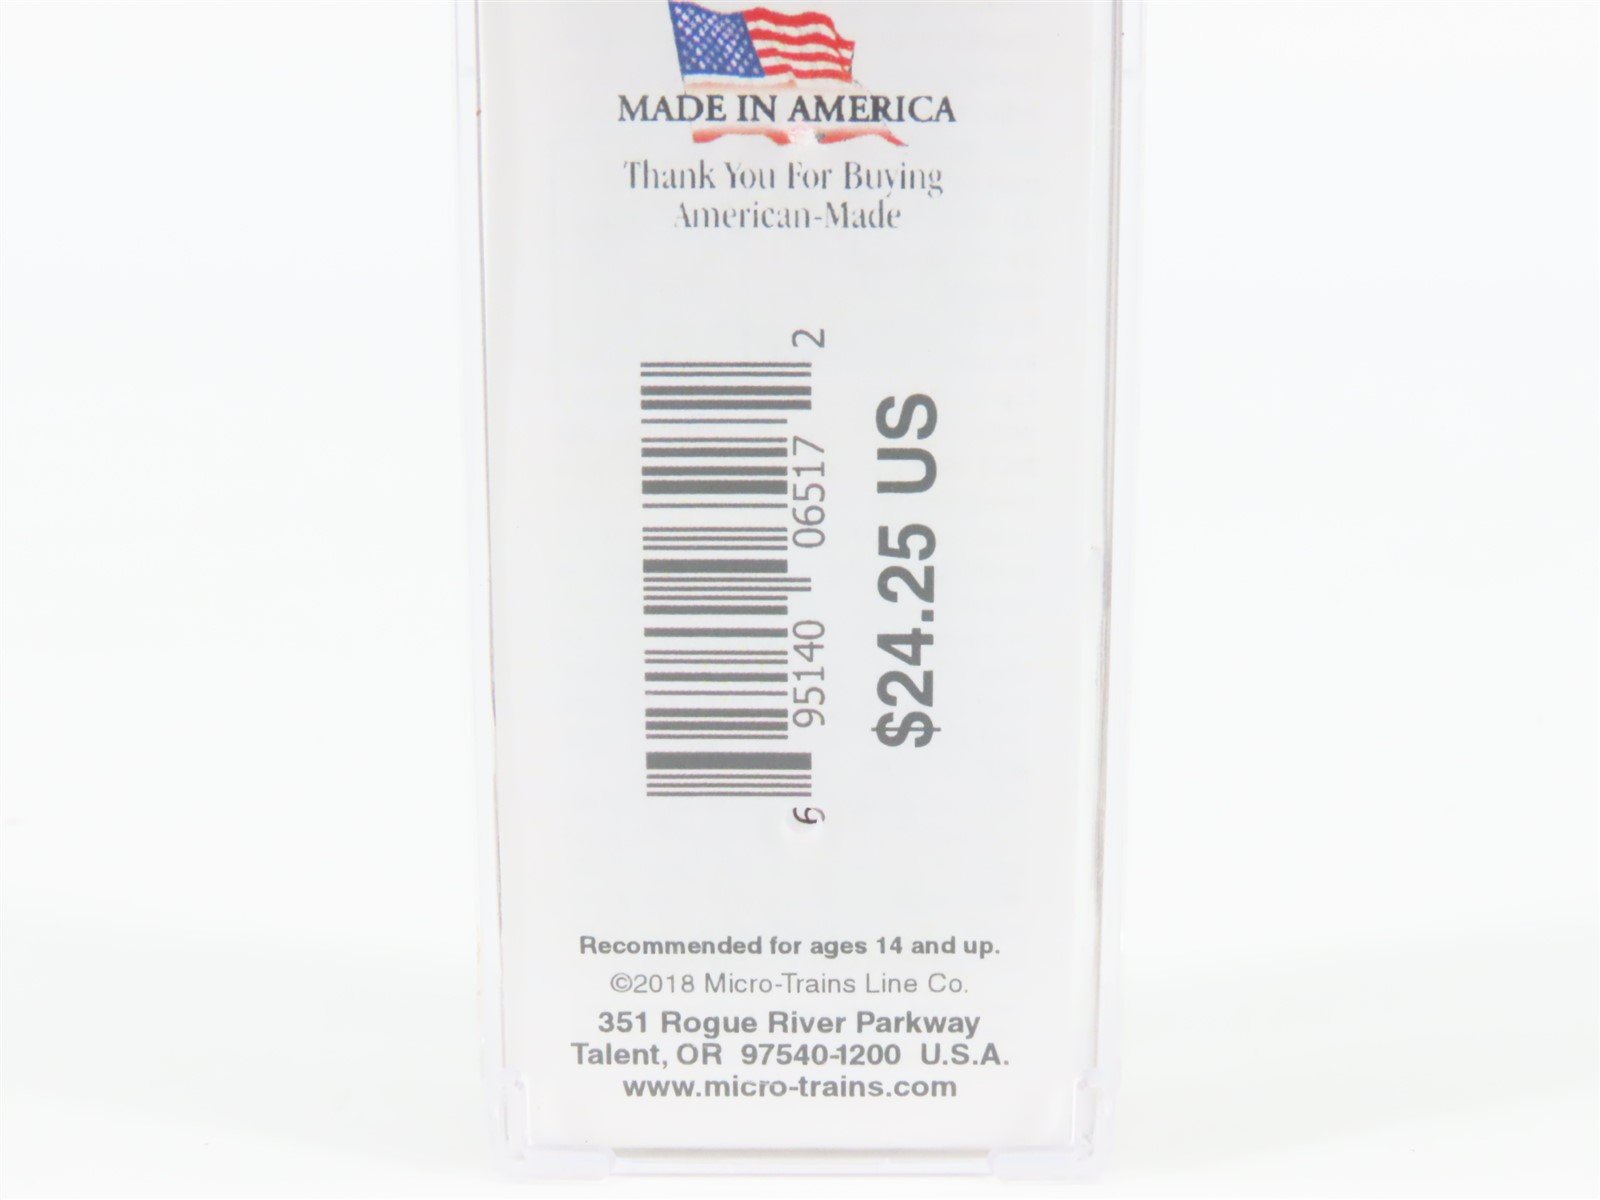 MADE IN AMERICA
Thank You For Buying
American-Made
6 95140 06517 2
$24.25 US
Recommended for ages 14 and up.
©2018 Micro-Trains Line Co.
351 Rogue River Parkway
Talent, OR 97540-1200 U.S.A.
www.micro-trains.com